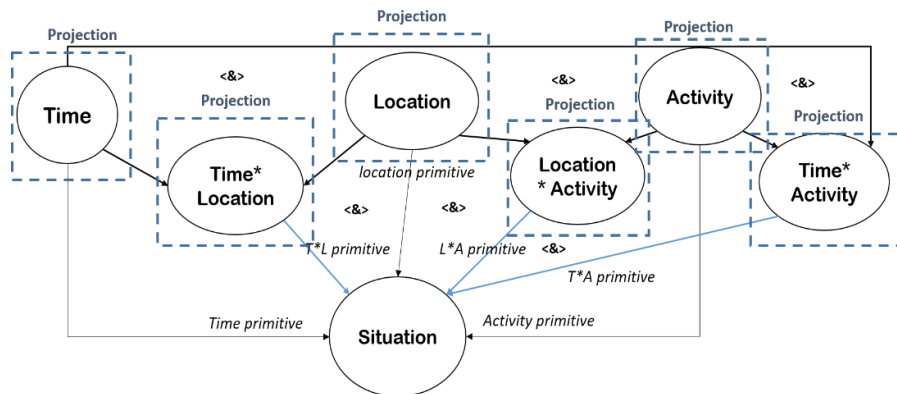 Projection
Projection
Projection
<&>
<&>
<&>
Time
Location
Activity
Projection
Projection
Projection
Time*
Location
Location
* Activity
Time*
Activity
location primitive
<&>
<&>
<&>
T*L primitive
L*A primitive
T*A primitive
Time primitive
Situation
Activity primitive